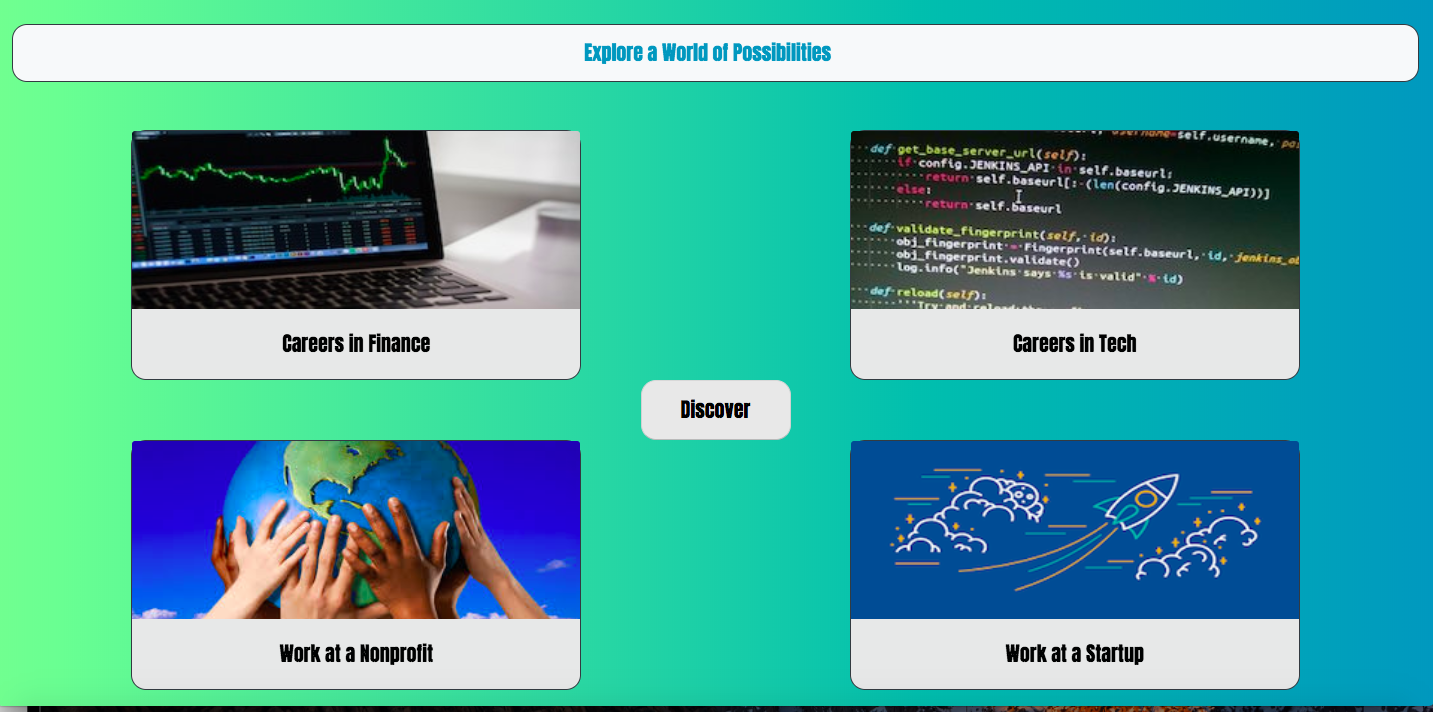 Explore a World of Possibilities
username=self.username,
def get_base_server_url(self):
if config.JENKINS_API in self.baseurl:
return self.baseurl[:-(len(config.JENKINS_API))]
else:
return self.baseurl
def validate_fingerprint(self, id):
obj_fingerprint = Fingerprint(self.baseurl, id,
obj_fingerprint.validate()
log.info("Jenkins says %s is valid" % id)
def reload(self):
Careers in Finance
Careers in Tech
Discover
Work at a Nonprofit
Work at a Startup